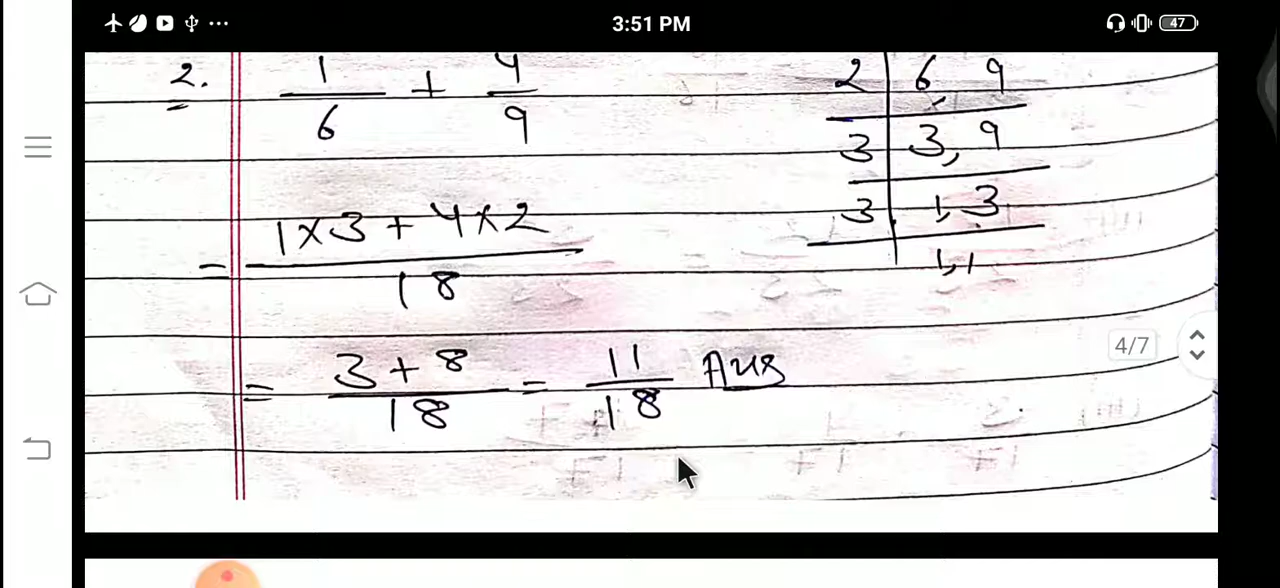 3:51 PM
47
2. 1/6 + 4/9
2 | 6, 9
3 | 3, 9
3 | 1, 3
1, 1
= 1×3 + 4×2 / 18
= 3 + 8 / 18 = 11/18 Ans
4/7